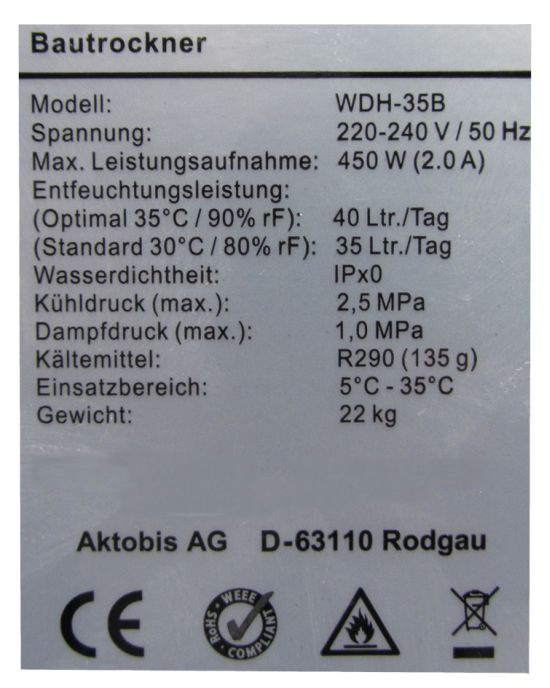 Bautrockner
Modell: WDH-35B
Spannung: 220-240 V / 50 Hz
Max. Leistungsaufnahme: 450 W (2.0 A)
Entfeuchtungsleistung:
(Optimal 35°C / 90% rF): 40 Ltr./Tag
(Standard 30°C / 80% rF): 35 Ltr./Tag
Wasserdichtheit: IPx0
Kühldruck (max.): 2,5 MPa
Dampfdruck (max.): 1,0 MPa
Kältemittel: R290 (135 g)
Einsatzbereich: 5°C - 35°C
Gewicht: 22 kg
Aktobis AG D-63110 Rodgau
CE
RoHS WEEE COMPLIANT